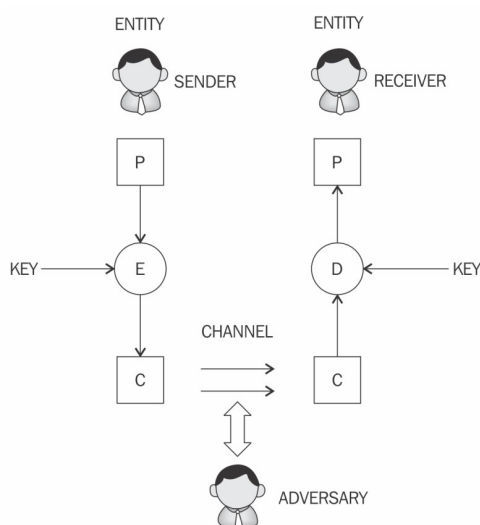 ENTITY
ENTITY
SENDER
RECEIVER
P
P
KEY
E
D
KEY
CHANNEL
C
C
ADVERSARY